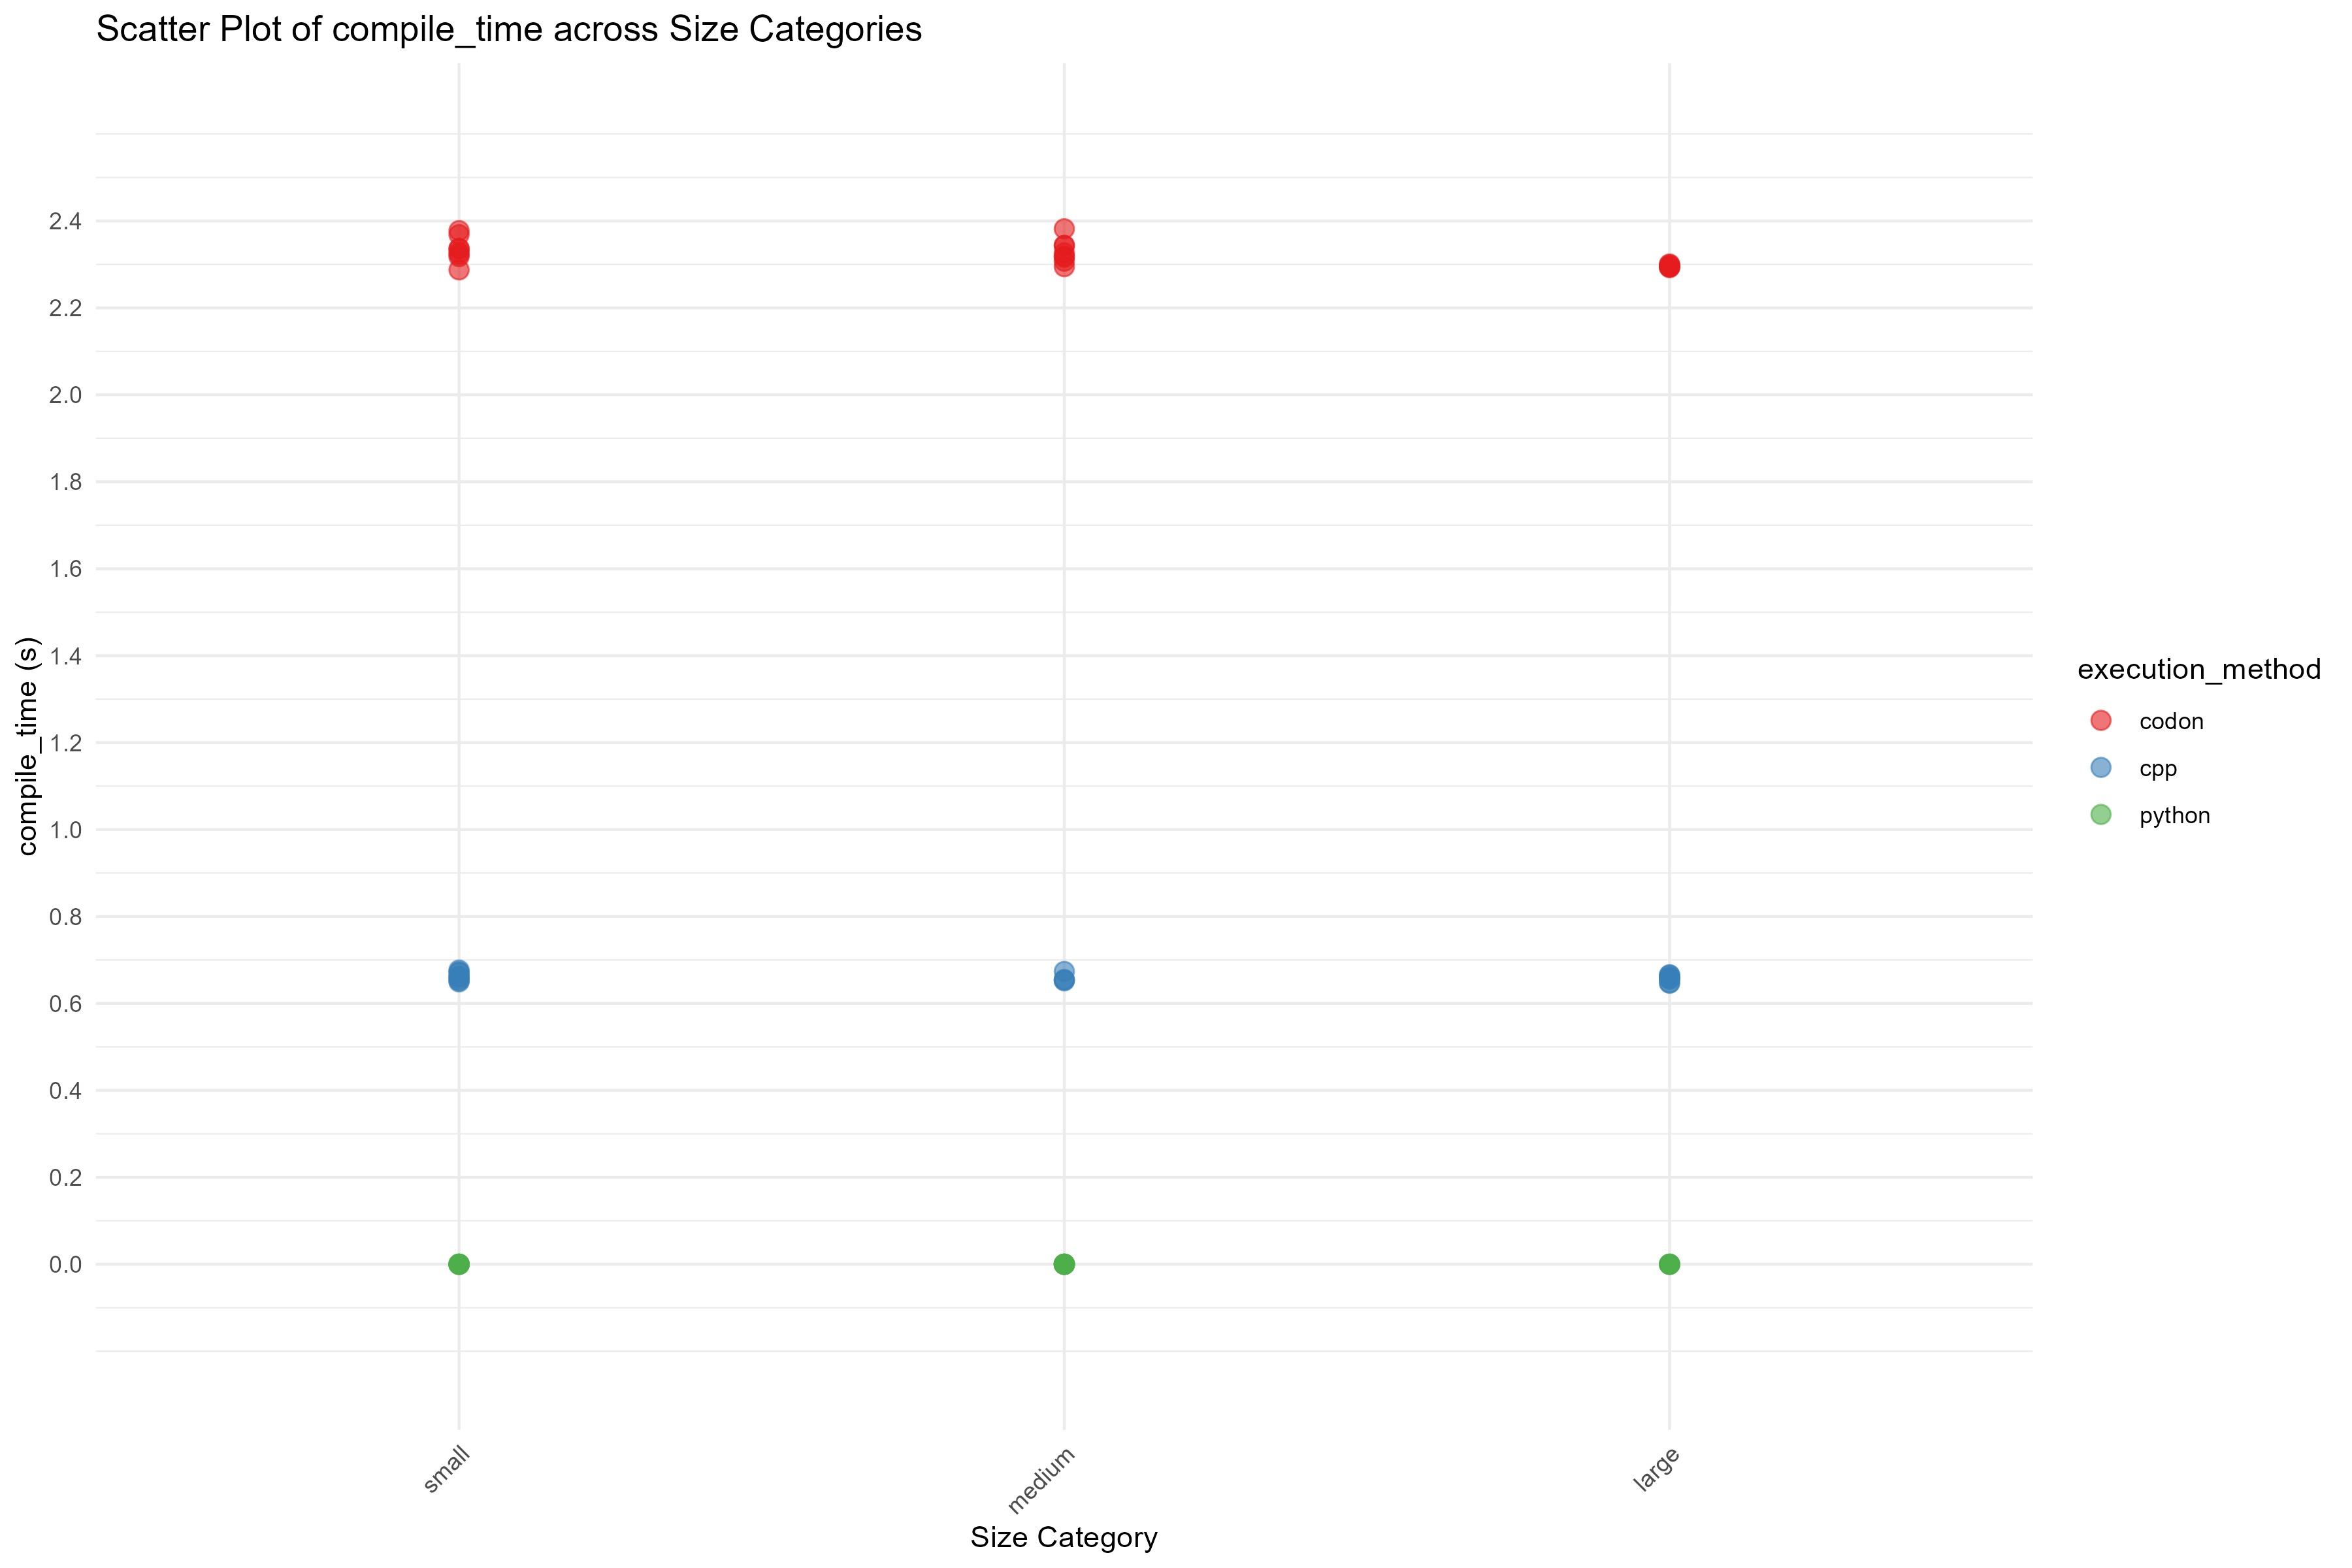 Scatter Plot of compile_time across Size Categories
compile_time (s)
2.4
2.2
2.0
1.8
1.6
1.4
1.2
1.0
0.8
0.6
0.4
0.2
0.0
small
medium
large
Size Category
execution_method
codon
cpp
python